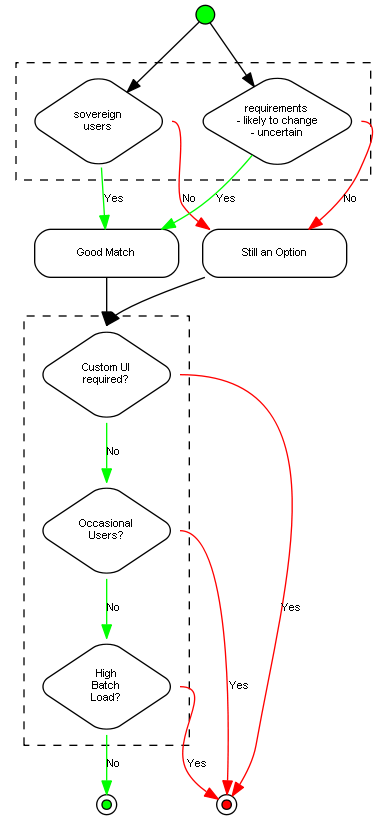 sovereign
users
requirements
- likely to change
- uncertain
Yes
No
Yes
No
Good Match
Still an Option
Custom UI
required?
No
Occasional
Users?
No
Yes
High
Batch
Load?
Yes
No
Yes